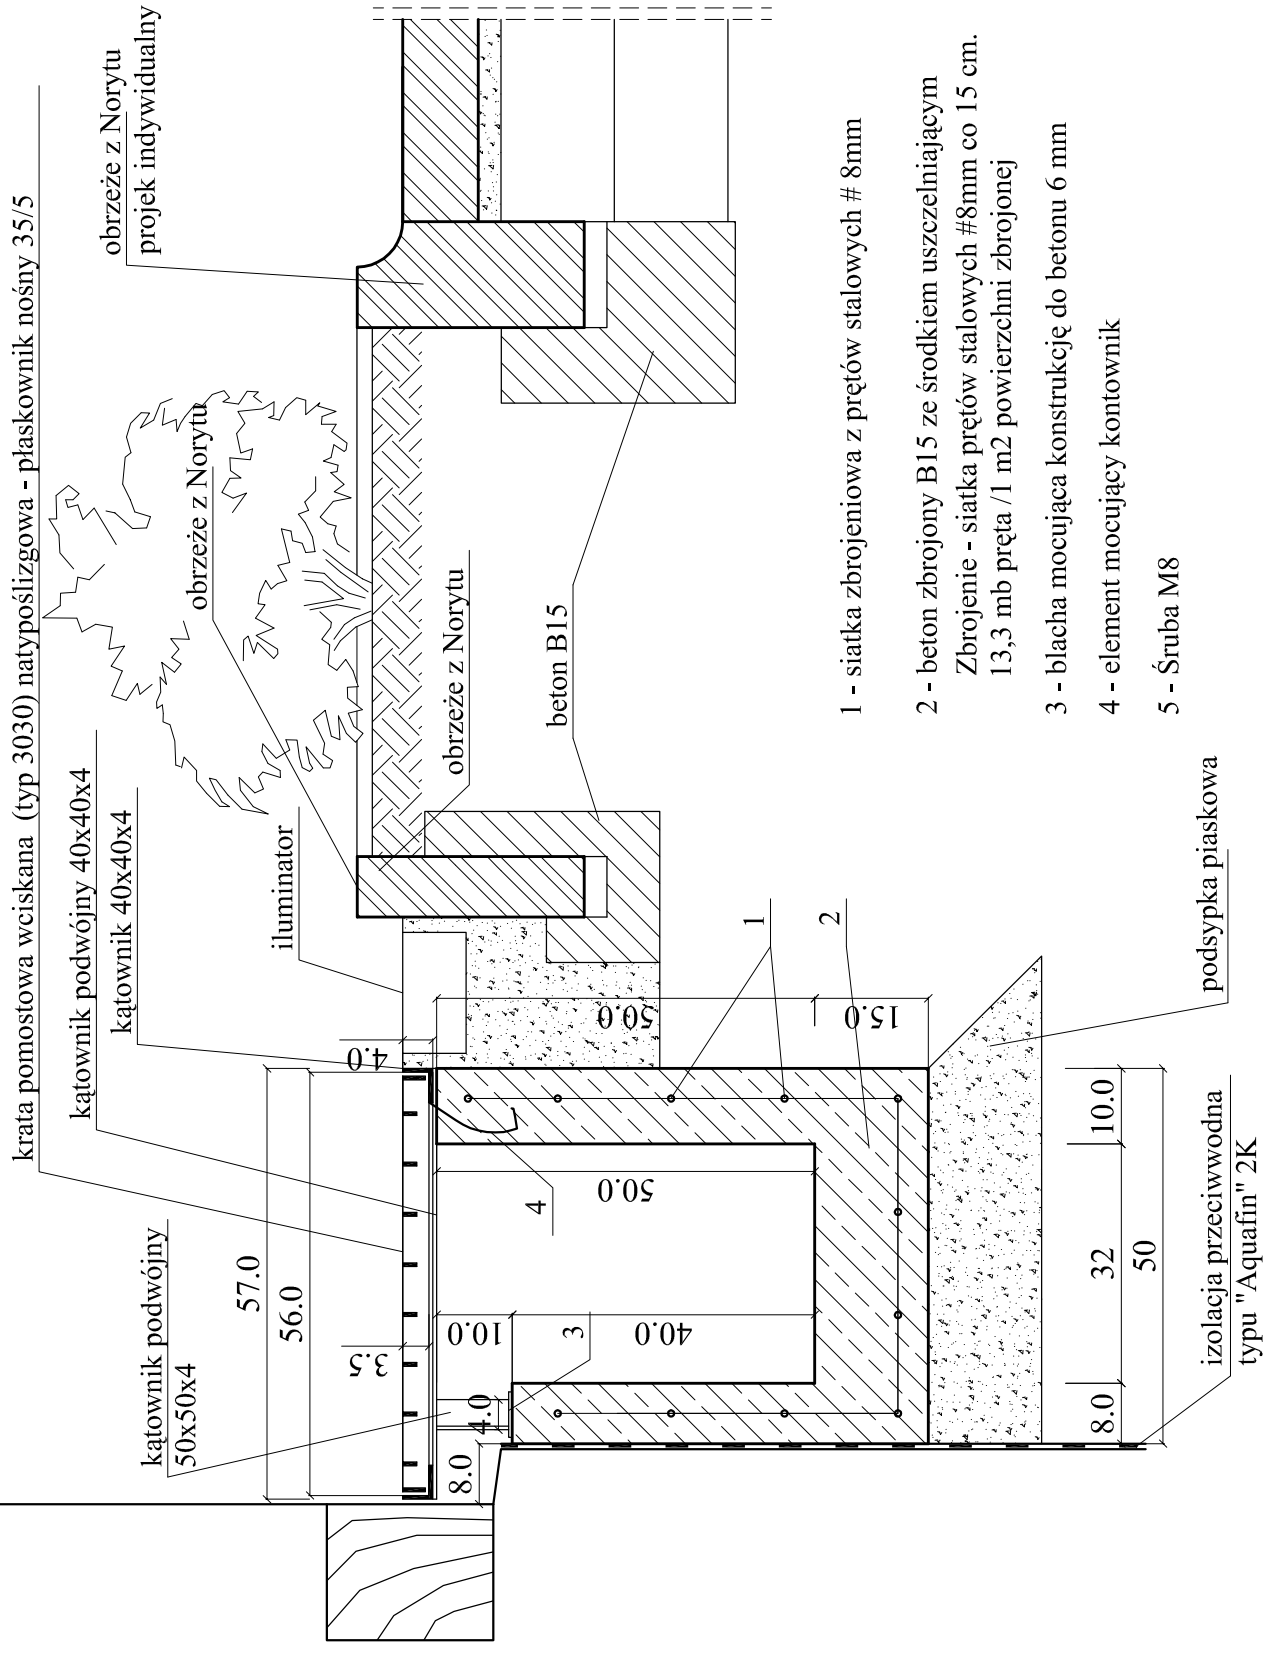 krata pomostowa wciskana (typ 3030) natypoślizgowa - płaskownik nośny 35/5
kątownik podwójny 40x40x4
kątownik 40x40x4
kątownik podwójny
50x50x4
obrzeże z Norytu
projek indywidualny
obrzeże z Norytu
iluminator
obrzeże z Norytu
beton B15
57.0
56.0
3.5
4.0
10.0
40.0
50.0
50.0
15.0
4.0
8.0
3
4
1
2
8.0
32
10.0
50
podsypka piaskowa
izolacja przeciwwodna
typu "Aquafin" 2K
1 - siatka zbrojeniowa z prętów stalowych # 8mm
2 - beton zbrojony B15 ze środkiem uszczelniającym
Zbrojenie - siatka prętów stalowych #8mm co 15 cm.
13,3 mb pręta /1 m2 powierzchni zbrojonej
3 - blacha mocująca konstrukcję do betonu 6 mm
4 - element mocujący kontownik
5 - Śruba M8